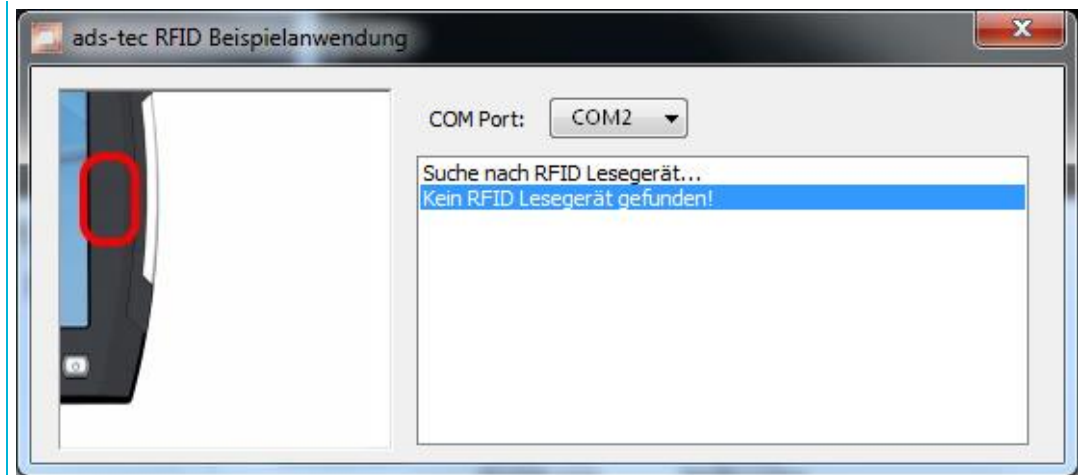 ads-tec RFID Beispielanwendung
COM Port: COM2
Suche nach RFID Lesegerät...
Kein RFID Lesegerät gefunden!